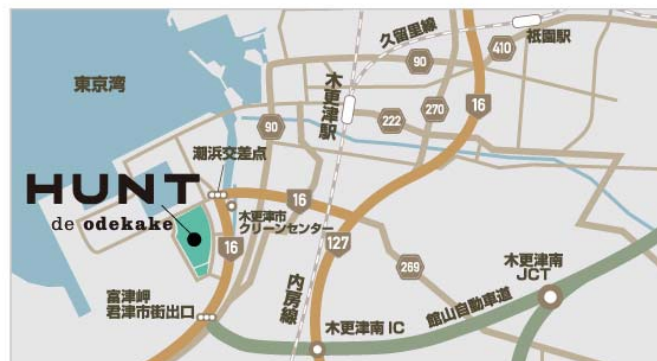 久留里線
祇園駅
410
90
東京湾
木更津駅
16
270
222
90
潮浜交差点
HUNT
de odekake
16
木更津市
クリーンセンター
16
127
269
木更津南
JCT
富津岬
君津市街出口
内房線
館山自動車道
木更津南 IC